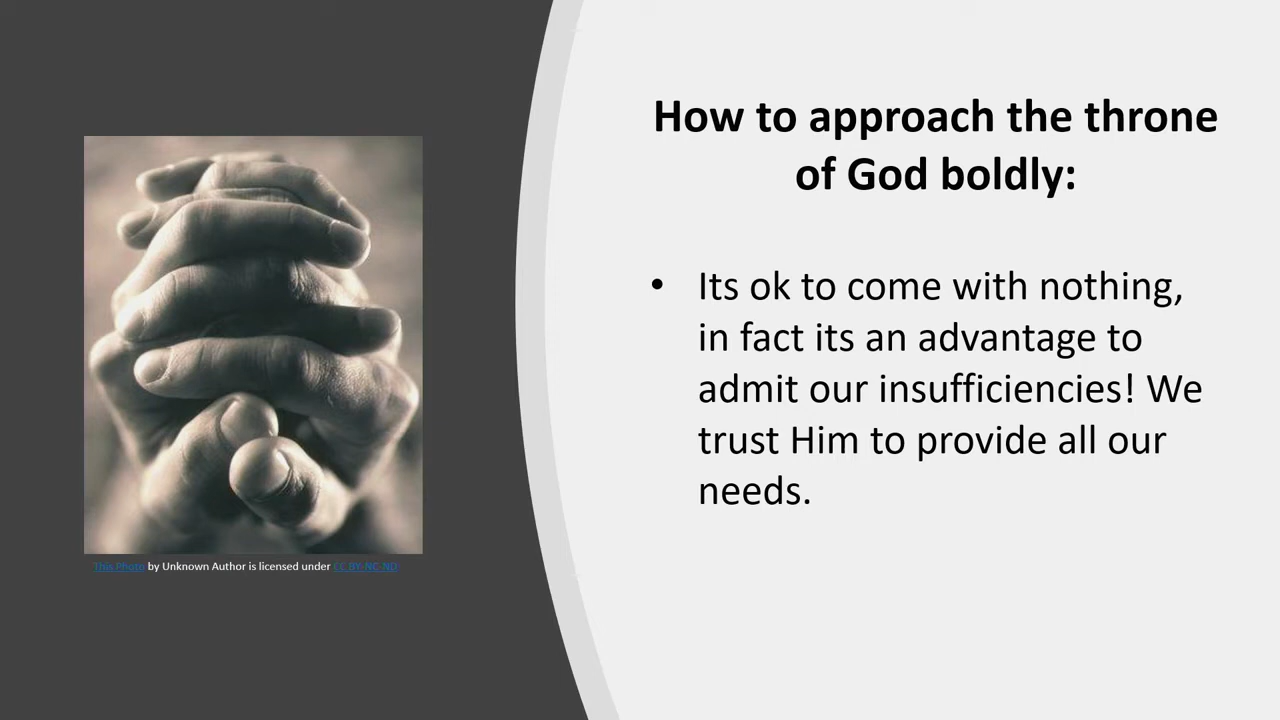 How to approach the throne
of God boldly:
• Its ok to come with nothing,
in fact its an advantage to
admit our insufficiencies! We
trust Him to provide all our
needs.
This Photo by Unknown Author is licensed under CC BY-NC-ND